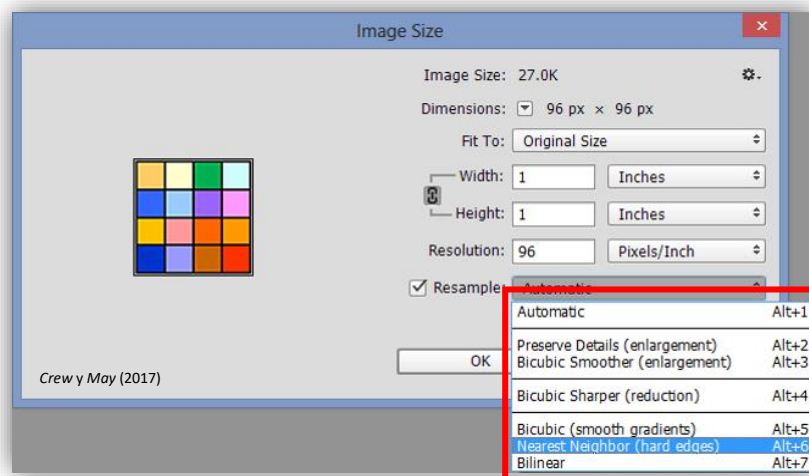 Image Size
Image Size: 27.0K
Dimensions: 96 px × 96 px
Fit To: Original Size
Width: 1 Inches
Height: 1 Inches
Resolution: 96 Pixels/Inch
Resample: Automatic
Automatic Alt+1
Preserve Details (enlargement) Alt+2
Bicubic Smoother (enlargement) Alt+3
OK
Crew y May (2017)
Bicubic Sharper (reduction) Alt+4
Bicubic (smooth gradients) Alt+5
Nearest Neighbor (hard edges) Alt+6
Bilinear Alt+7